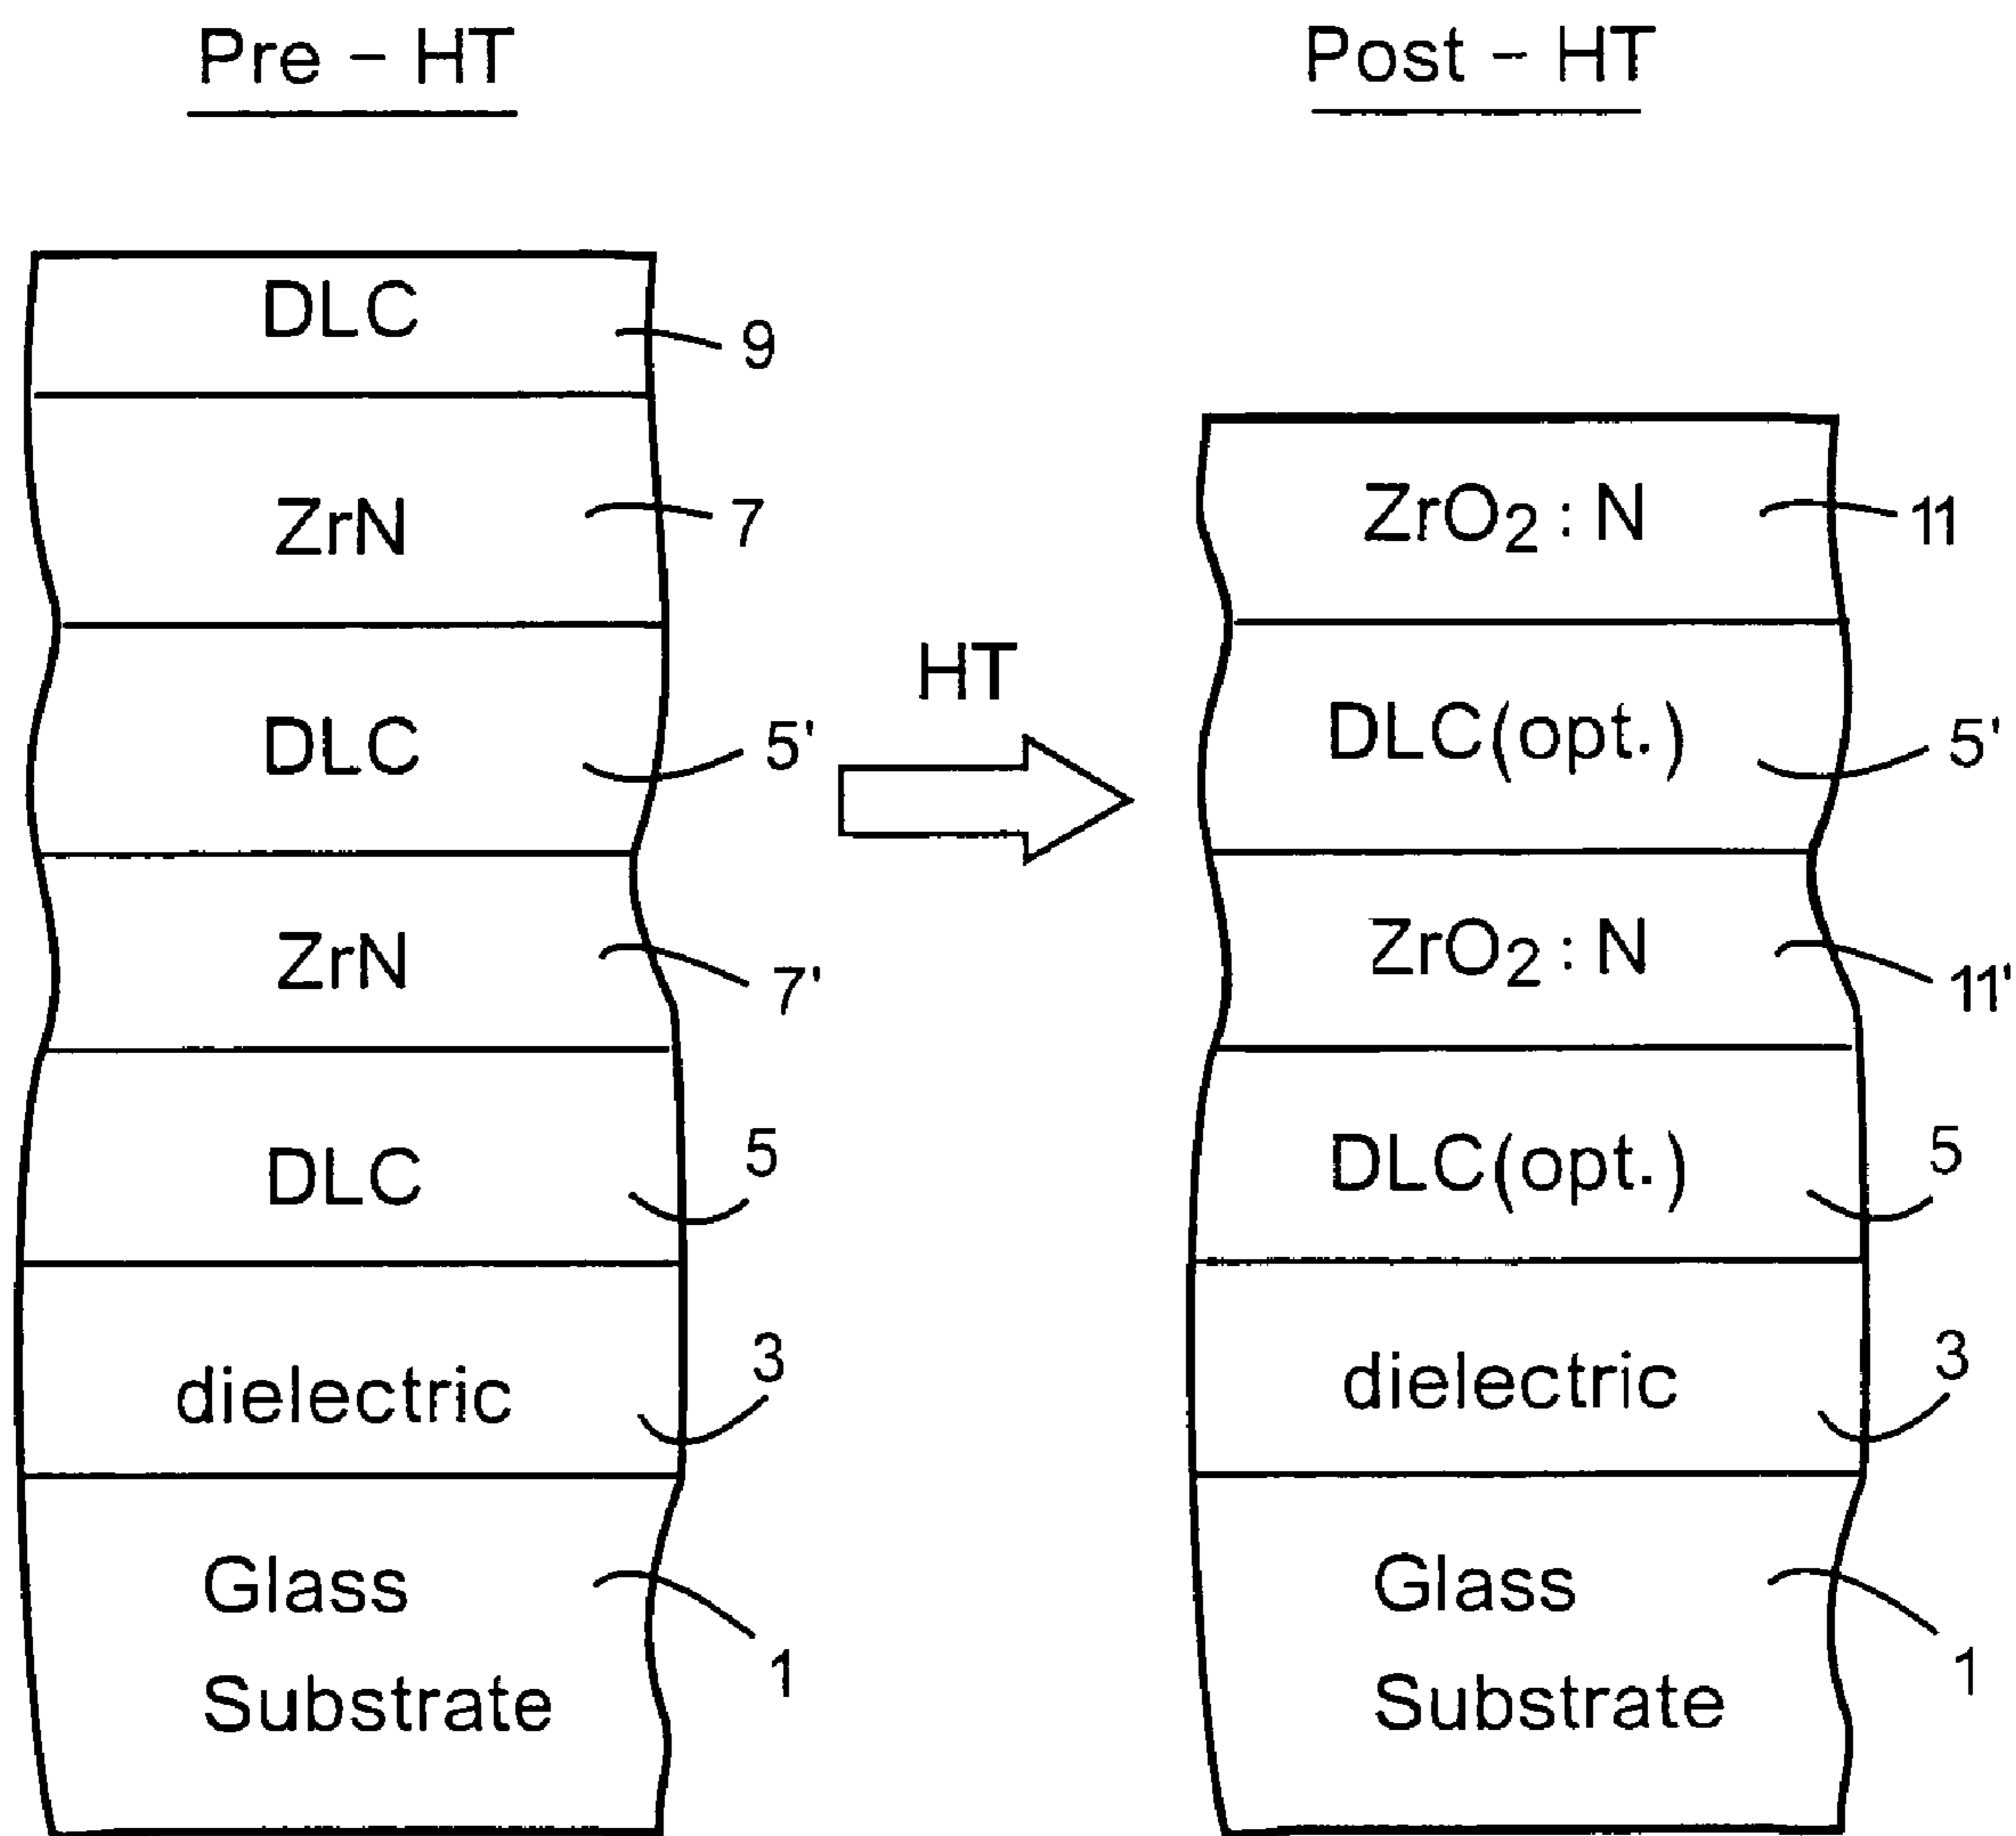 Pre - HT
DLC
9
ZrN
7
DLC
5'
ZrN
7'
DLC
5
dielectric
3
Glass
Substrate
1
HT
Post - HT
ZrO2 : N
11
DLC(opt.)
5'
ZrO2 : N
11'
DLC(opt.)
5
dielectric
3
Glass
Substrate
1